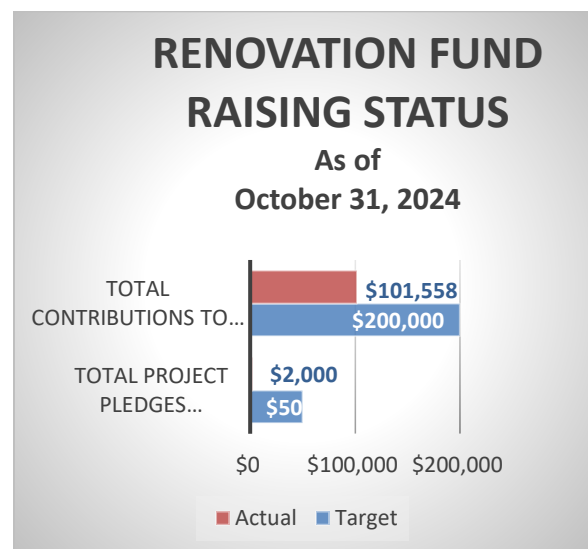 RENOVATION FUND
RAISING STATUS
As of
October 31, 2024
TOTAL
CONTRIBUTIONS TO…
$101,558
$200,000
TOTAL PROJECT
PLEDGES…
$2,000
$50
$0 $100,000 $200,000
Actual Target